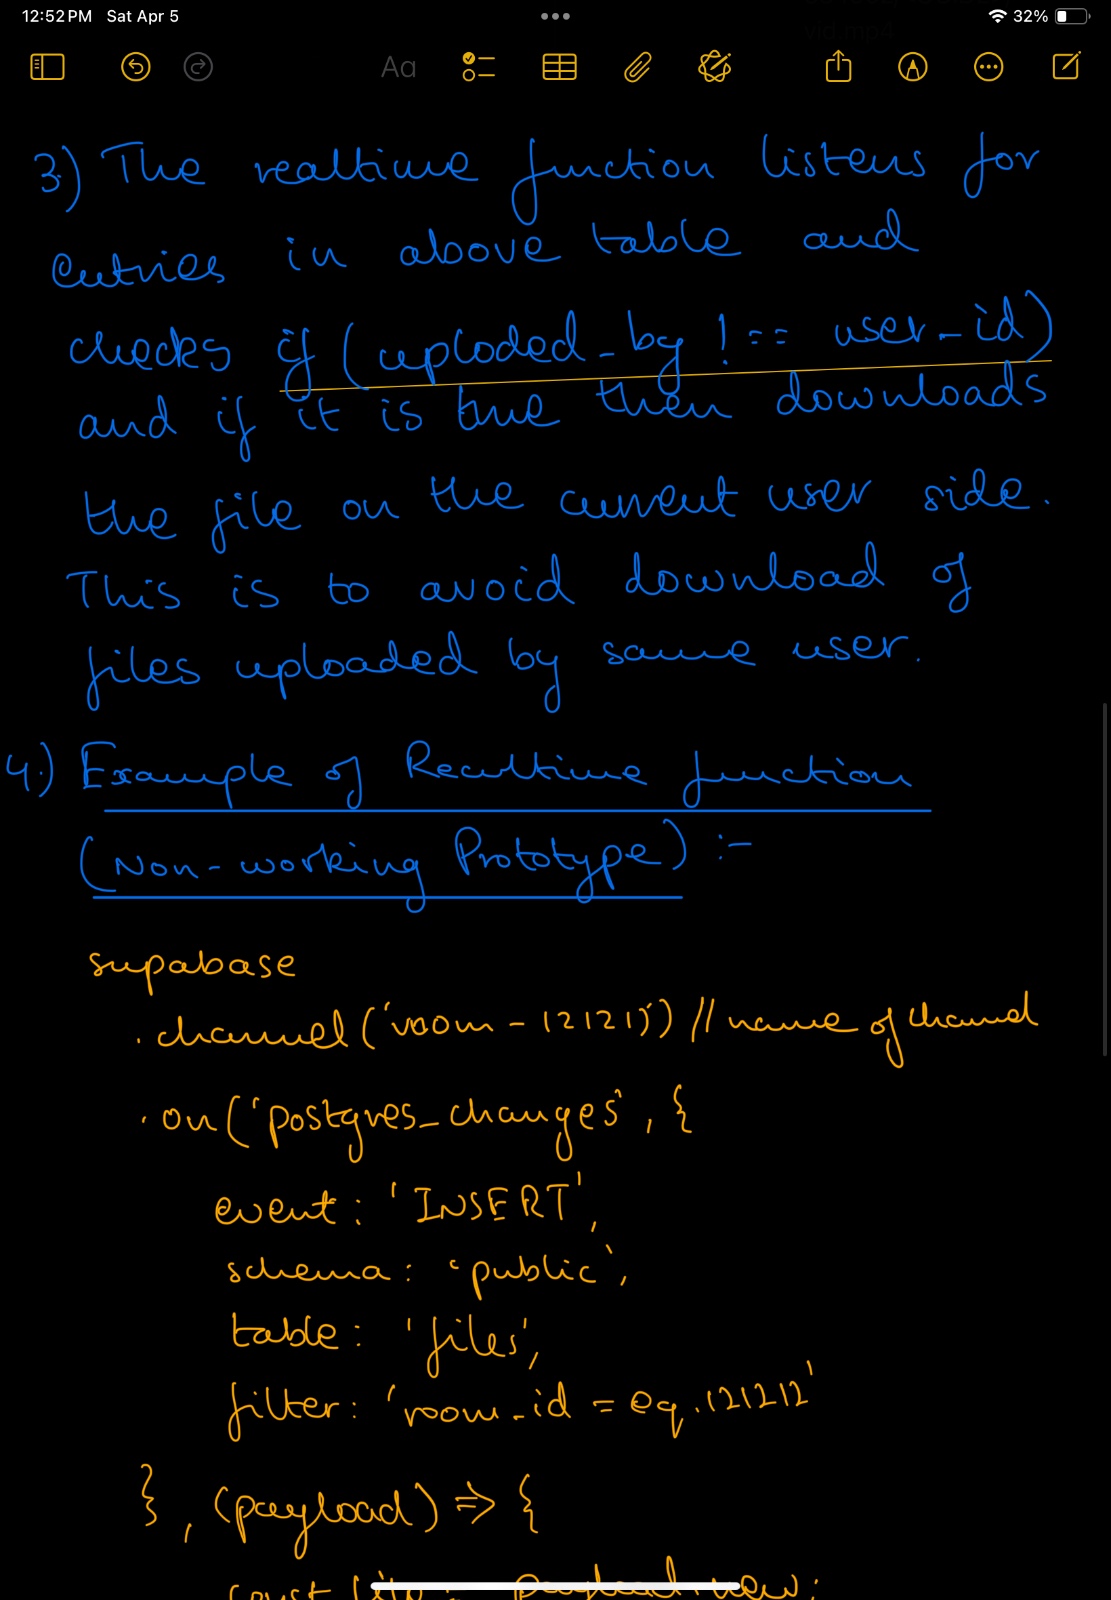 12:52 PM Sat Apr 5
32%
Aa
3) The realtime function listens for
entries in above table and
checks if (uploded_by !== user_id)
and if it is true then downloads
the file on the current user side.
This is to avoid download of
files uploaded by same user.
4.) Example of Realtime function
(Non-working Prototype) :-
supabase
.channel('room-12121') // name of channel
.on('postgres_changes', {
event: 'INSERT',
schema: 'public',
table: 'files',
filter: 'room_id = eq.121212'
}, (payload) => {
const = payload.new;